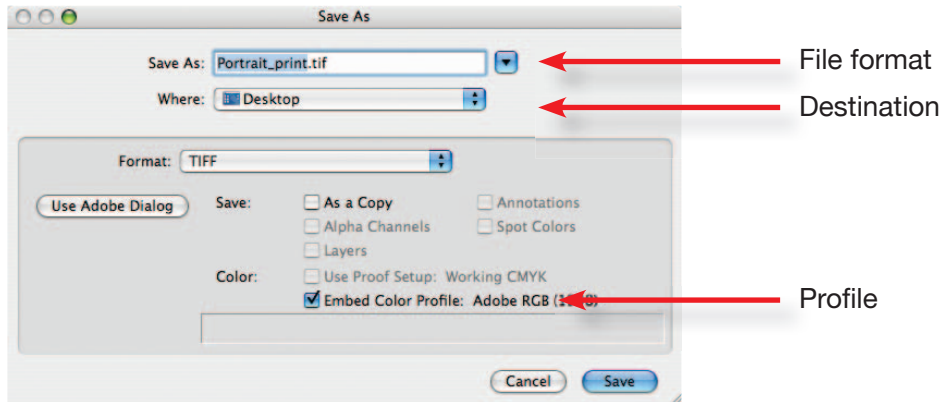 Save As
Save As: Portrait_print.tif
File format
Where: Desktop
Destination
Format: TIFF
Use Adobe Dialog
Save: As a Copy Annotations
Alpha Channels Spot Colors
Layers
Color: Use Proof Setup: Working CMYK
Embed Color Profile: Adobe RGB
Profile
Cancel Save